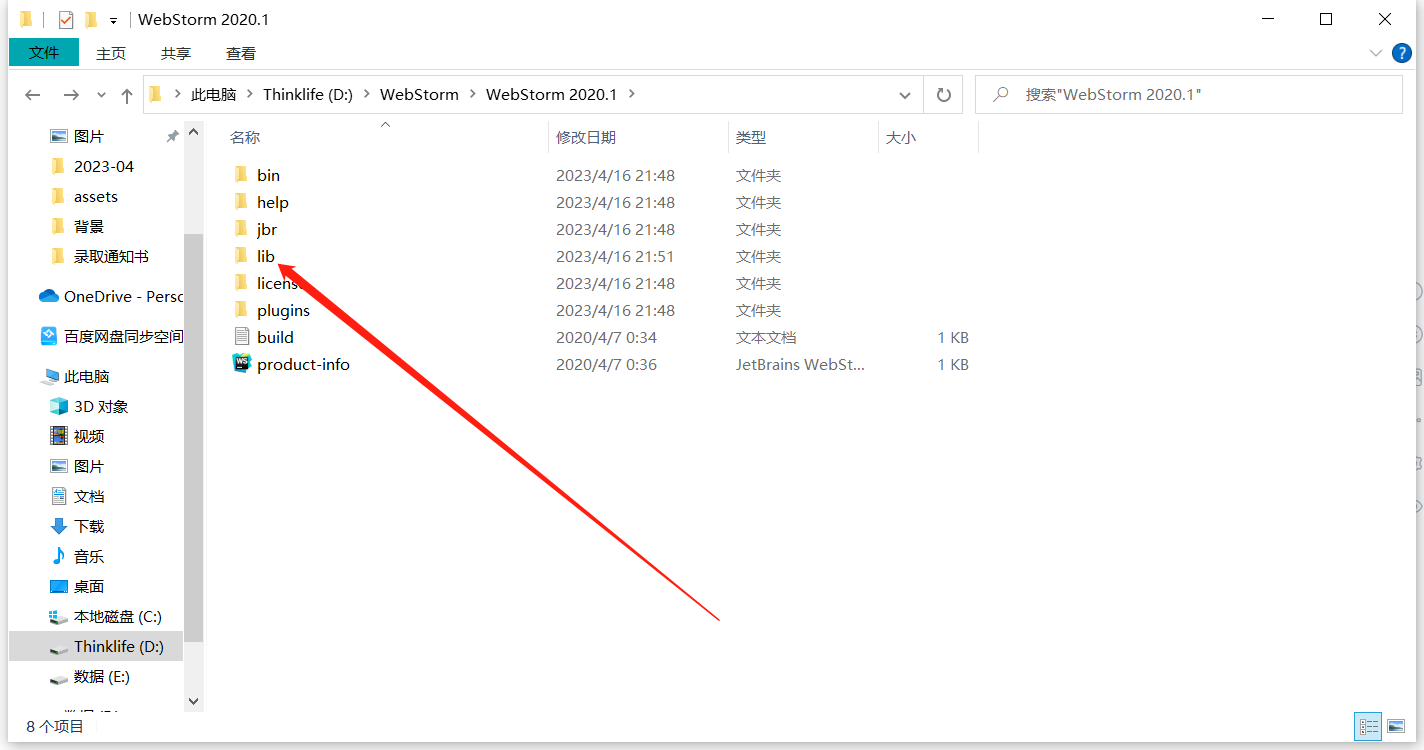 WebStorm 2020.1
文件 主页 共享 查看
此电脑 Thinklife (D:) WebStorm WebStorm 2020.1 搜索"WebStorm 2020.1"
图片
2023-04
assets
背景
录取通知书
OneDrive - Persc
百度网盘同步空间
此电脑
3D 对象
视频
图片
文档
下载
音乐
桌面
本地磁盘 (C:)
Thinklife (D:)
数据 (E:)
名称 修改日期 类型 大小
bin 2023/4/16 21:48 文件夹
help 2023/4/16 21:48 文件夹
jbr 2023/4/16 21:48 文件夹
lib 2023/4/16 21:51 文件夹
license 2023/4/16 21:48 文件夹
plugins 2023/4/16 21:48 文件夹
build 2020/4/7 0:34 文本文档 1 KB
product-info 2020/4/7 0:36 JetBrains WebSt... 1 KB
8 个项目